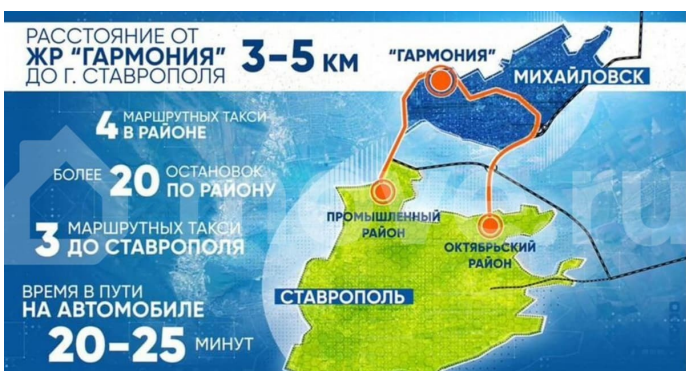 РАССТОЯНИЕ ОТ
ЖР "ГАРМОНИЯ"
ДО Г. СТАВРОПОЛЯ
3-5 КМ
"ГАРМОНИЯ"
МИХАЙЛОВСК
4 МАРШРУТНЫХ ТАКСИ
В РАЙОНЕ
БОЛЕЕ 20 ОСТАНОВОК
ПО РАЙОНУ
3 МАРШРУТНЫХ ТАКСИ
ДО СТАВРОПОЛЯ
ВРЕМЯ В ПУТИ
НА АВТОМОБИЛЕ
20-25 МИНУТ
ПРОМЫШЛЕННЫЙ
РАЙОН
ОКТЯБРЬСКИЙ
РАЙОН
СТАВРОПОЛЬ